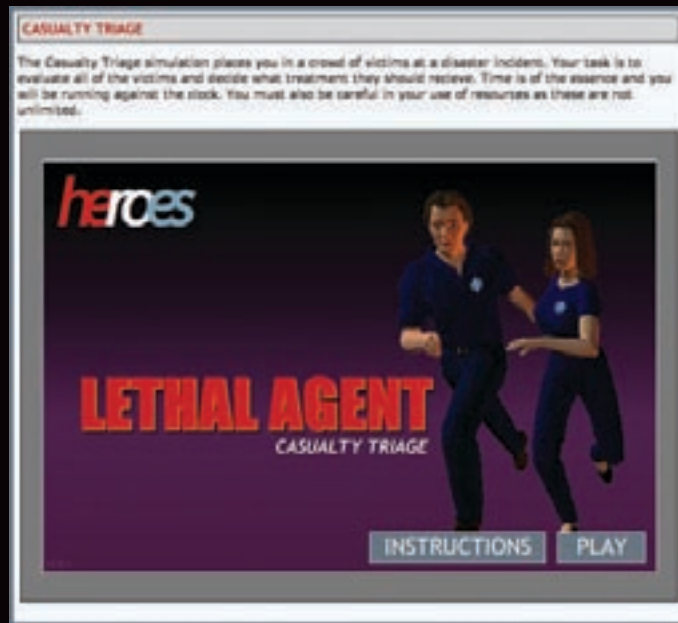 CASUALTY TRIAGE
The Casualty Triage simulation places you in a crowd of victims at a disaster incident. Your task is to
evaluate all of the victims and decide what treatment they should recieve. Time is of the essence and you
will be running against the clock. You must also be careful in your use of resources as these are not
unlimited.
heroes
LETHAL AGENT
CASUALTY TRIAGE
INSTRUCTIONS
PLAY